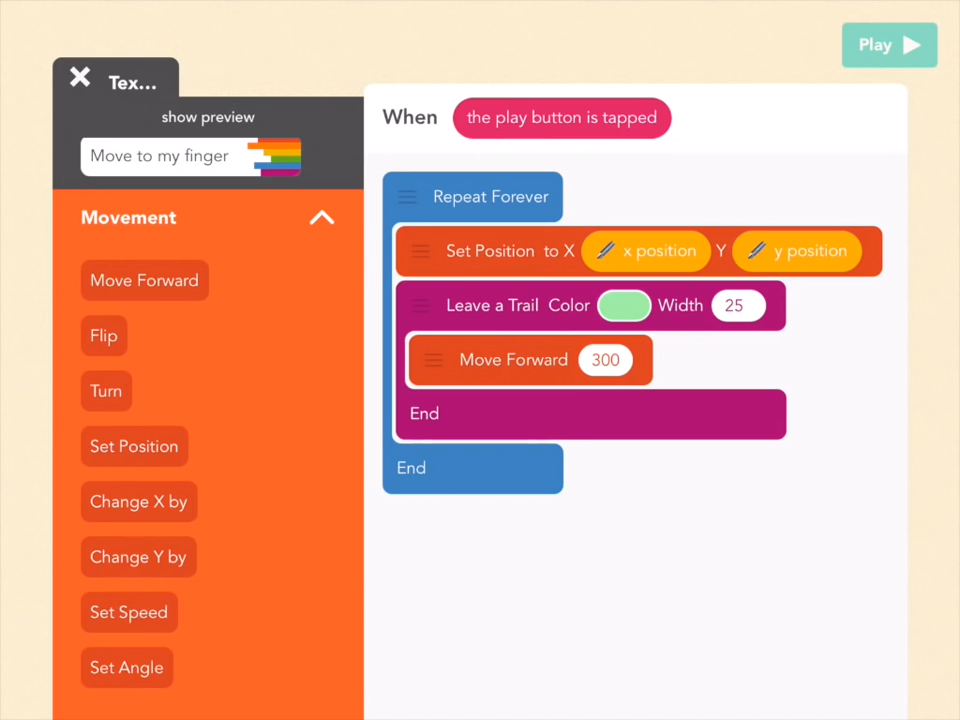 Play
Tex...
show preview
Move to my finger
Movement
Move Forward
Flip
Turn
Set Position
Change X by
Change Y by
Set Speed
Set Angle
When the play button is tapped
Repeat Forever
Set Position to X x position Y y position
Leave a Trail Color Width 25
Move Forward 300
End
End